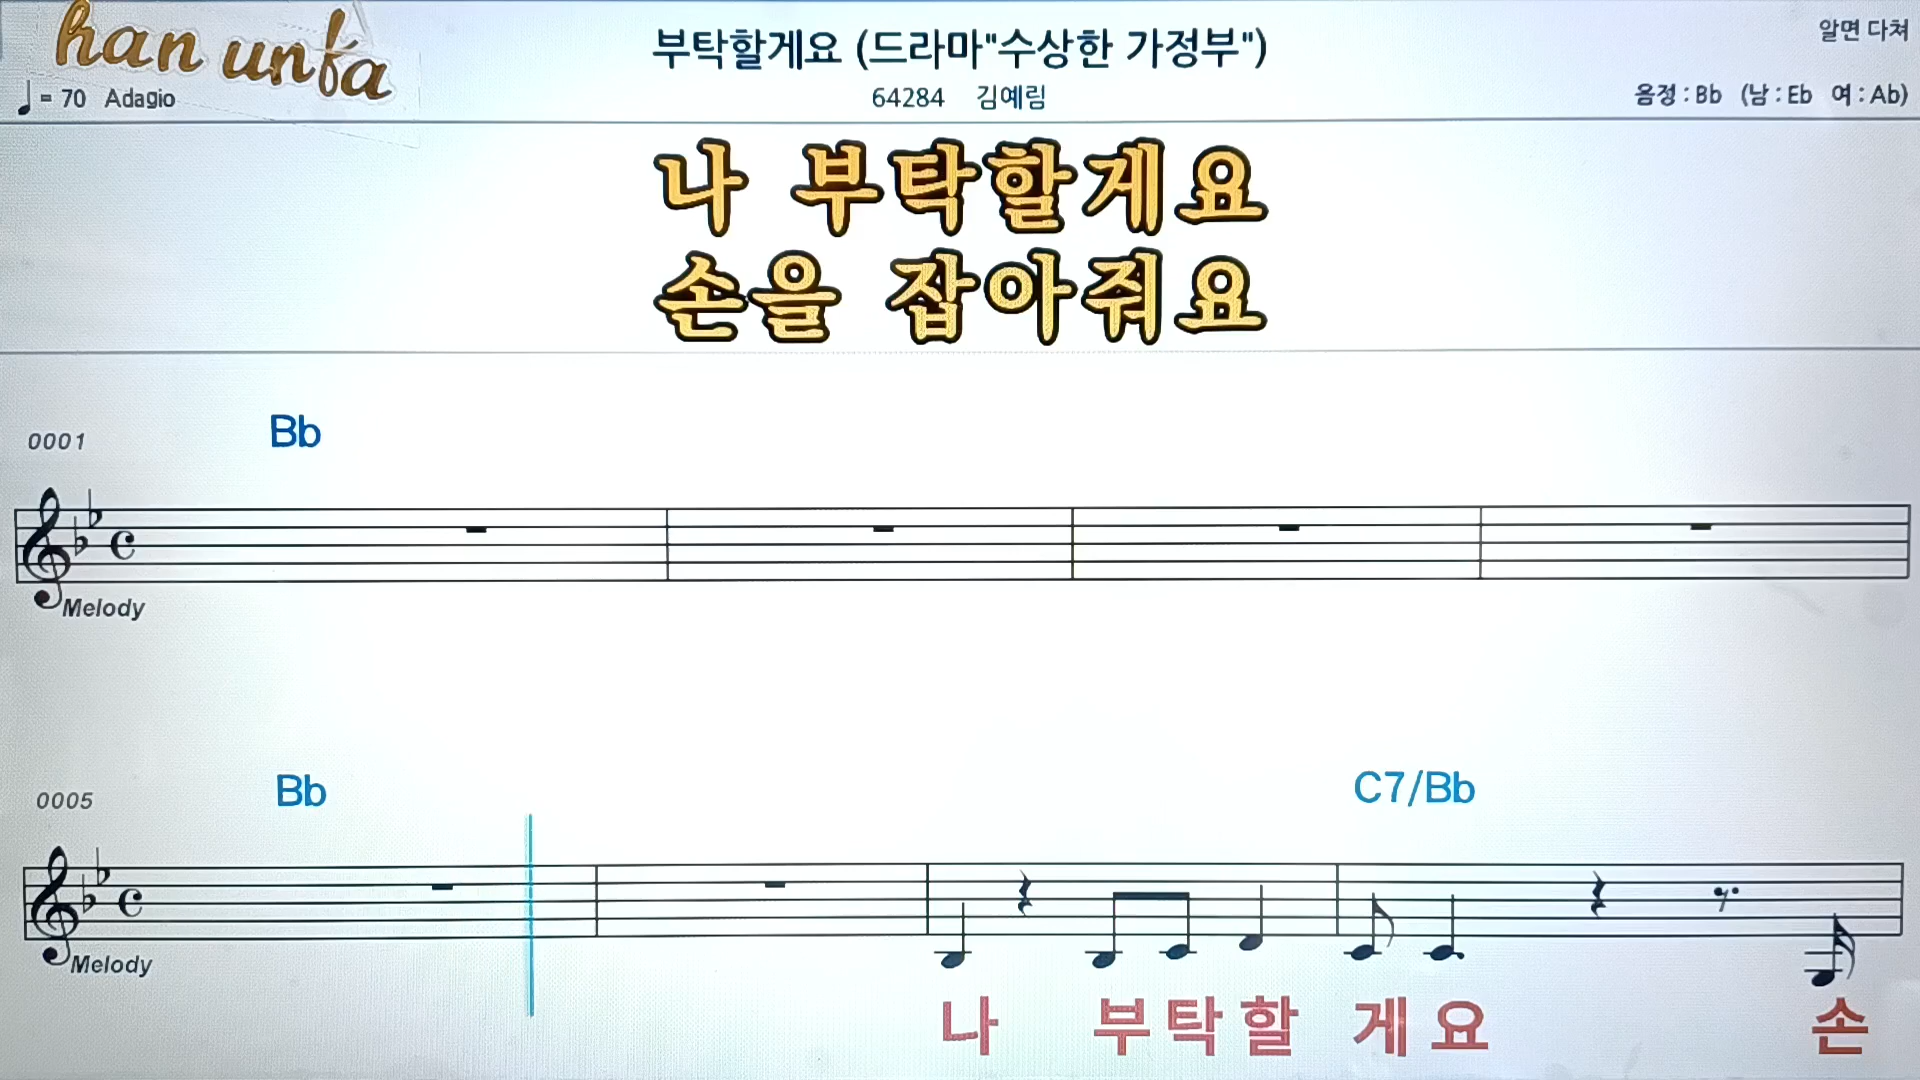 han unfa
부탁할게요 (드라마"수상한 가정부")
알면 다쳐
= 70 Adagio
64284 김예림
음정 : Bb (남 : Eb 여 : Ab)
나 부탁할게요
손을 잡아줘요
0001 Bb
Melody
0005 Bb C7/Bb
Melody
나 부탁할 게요 손